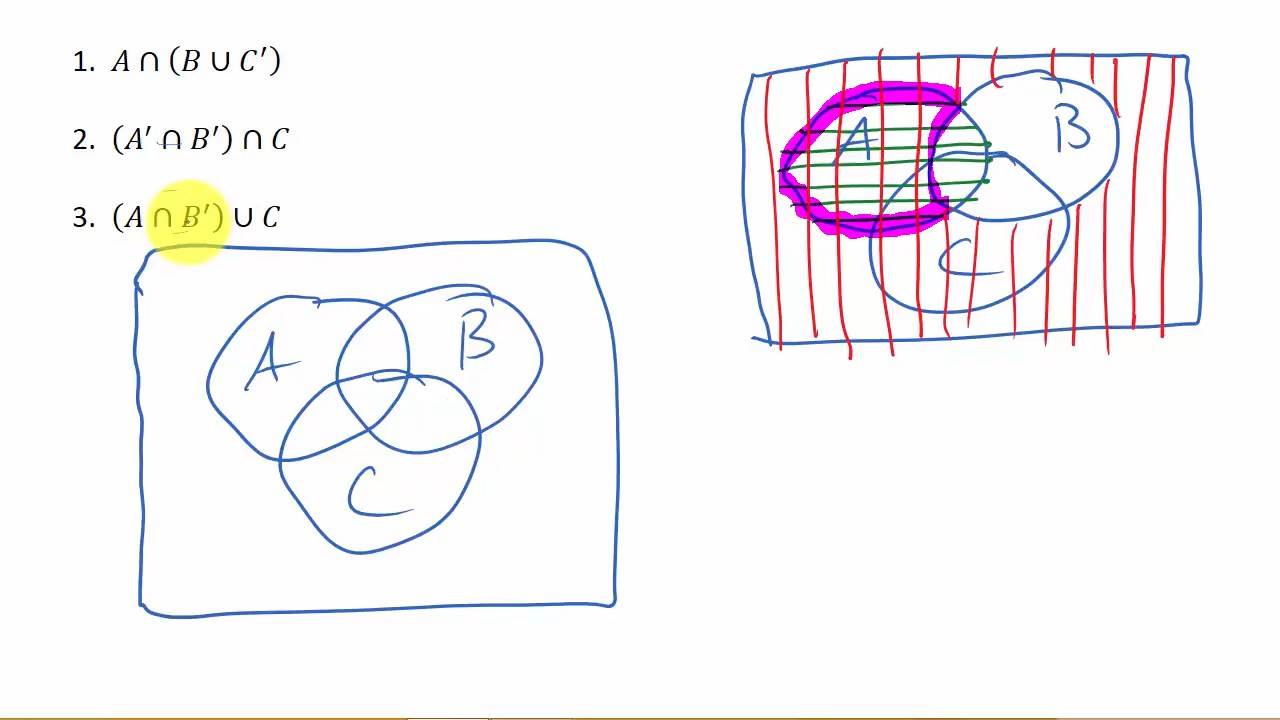 1. A ∩ (B ∪ C′)
2. (A′ ∩ B′) ∩ C
3. (A ∩ B′) ∪ C
A B
C
A B
C